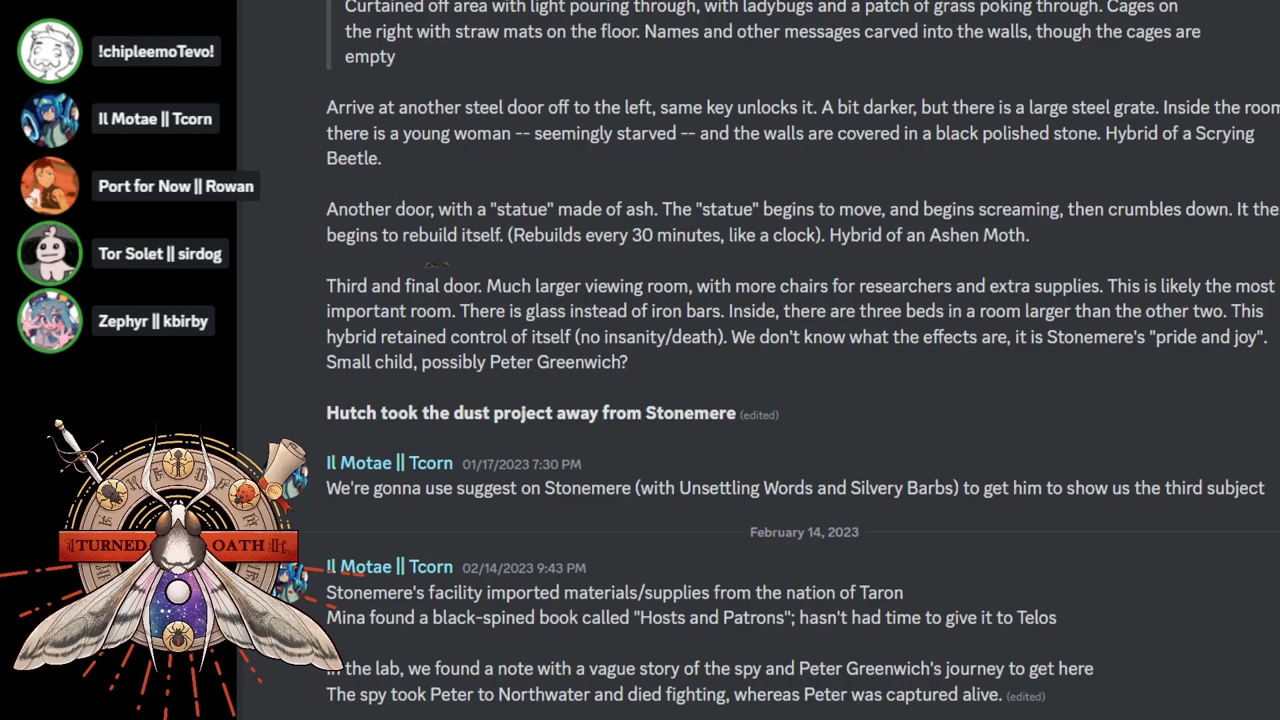 !chipleemoTevo!
Il Motae || Tcorn
Port for Now || Rowan
Tor Solet || sirdog
Zephyr || kbirby
TURNED OATH
Curtained off area with light pouring through, with ladybugs and a patch of grass poking through. Cages on
the right with straw mats on the floor. Names and other messages carved into the walls, though the cages are
empty
Arrive at another steel door off to the left, same key unlocks it. A bit darker, but there is a large steel grate. Inside the room
there is a young woman -- seemingly starved -- and the walls are covered in a black polished stone. Hybrid of a Scrying
Beetle.
Another door, with a "statue" made of ash. The "statue" begins to move, and begins screaming, then crumbles down. It the
begins to rebuild itself. (Rebuilds every 30 minutes, like a clock). Hybrid of an Ashen Moth.
Third and final door. Much larger viewing room, with more chairs for researchers and extra supplies. This is likely the most
important room. There is glass instead of iron bars. Inside, there are three beds in a room larger than the other two. This
hybrid retained control of itself (no insanity/death). We don't know what the effects are, it is Stonemere's "pride and joy".
Small child, possibly Peter Greenwich?
Hutch took the dust project away from Stonemere (edited)
Il Motae || Tcorn 01/17/2023 7:30 PM
We're gonna use suggest on Stonemere (with Unsettling Words and Silvery Barbs) to get him to show us the third subject
February 14, 2023
Il Motae || Tcorn 02/14/2023 9:43 PM
Stonemere's facility imported materials/supplies from the nation of Taron
Mina found a black-spined book called "Hosts and Patrons"; hasn't had time to give it to Telos
n the lab, we found a note with a vague story of the spy and Peter Greenwich's journey to get here
The spy took Peter to Northwater and died fighting, whereas Peter was captured alive. (edited)